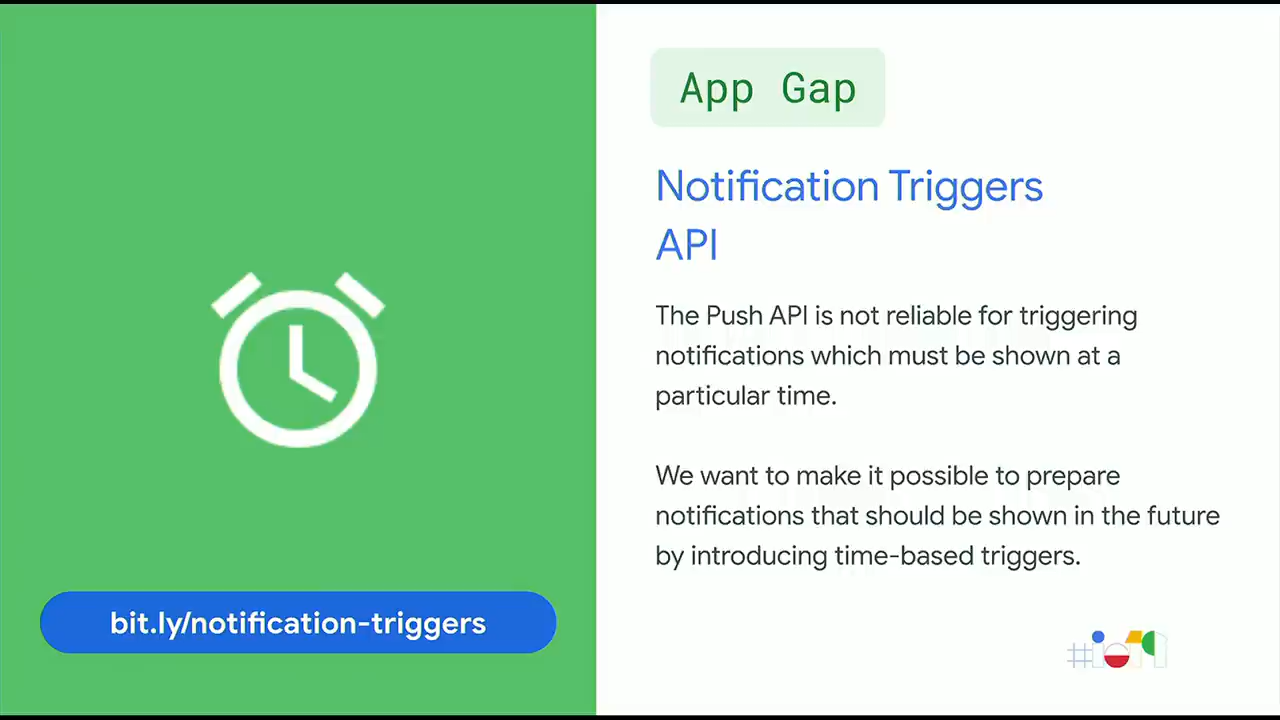 App Gap
Notification Triggers
API
The Push API is not reliable for triggering
notifications which must be shown at a
particular time.
We want to make it possible to prepare
notifications that should be shown in the future
by introducing time-based triggers.
bit.ly/notification-triggers
#io19